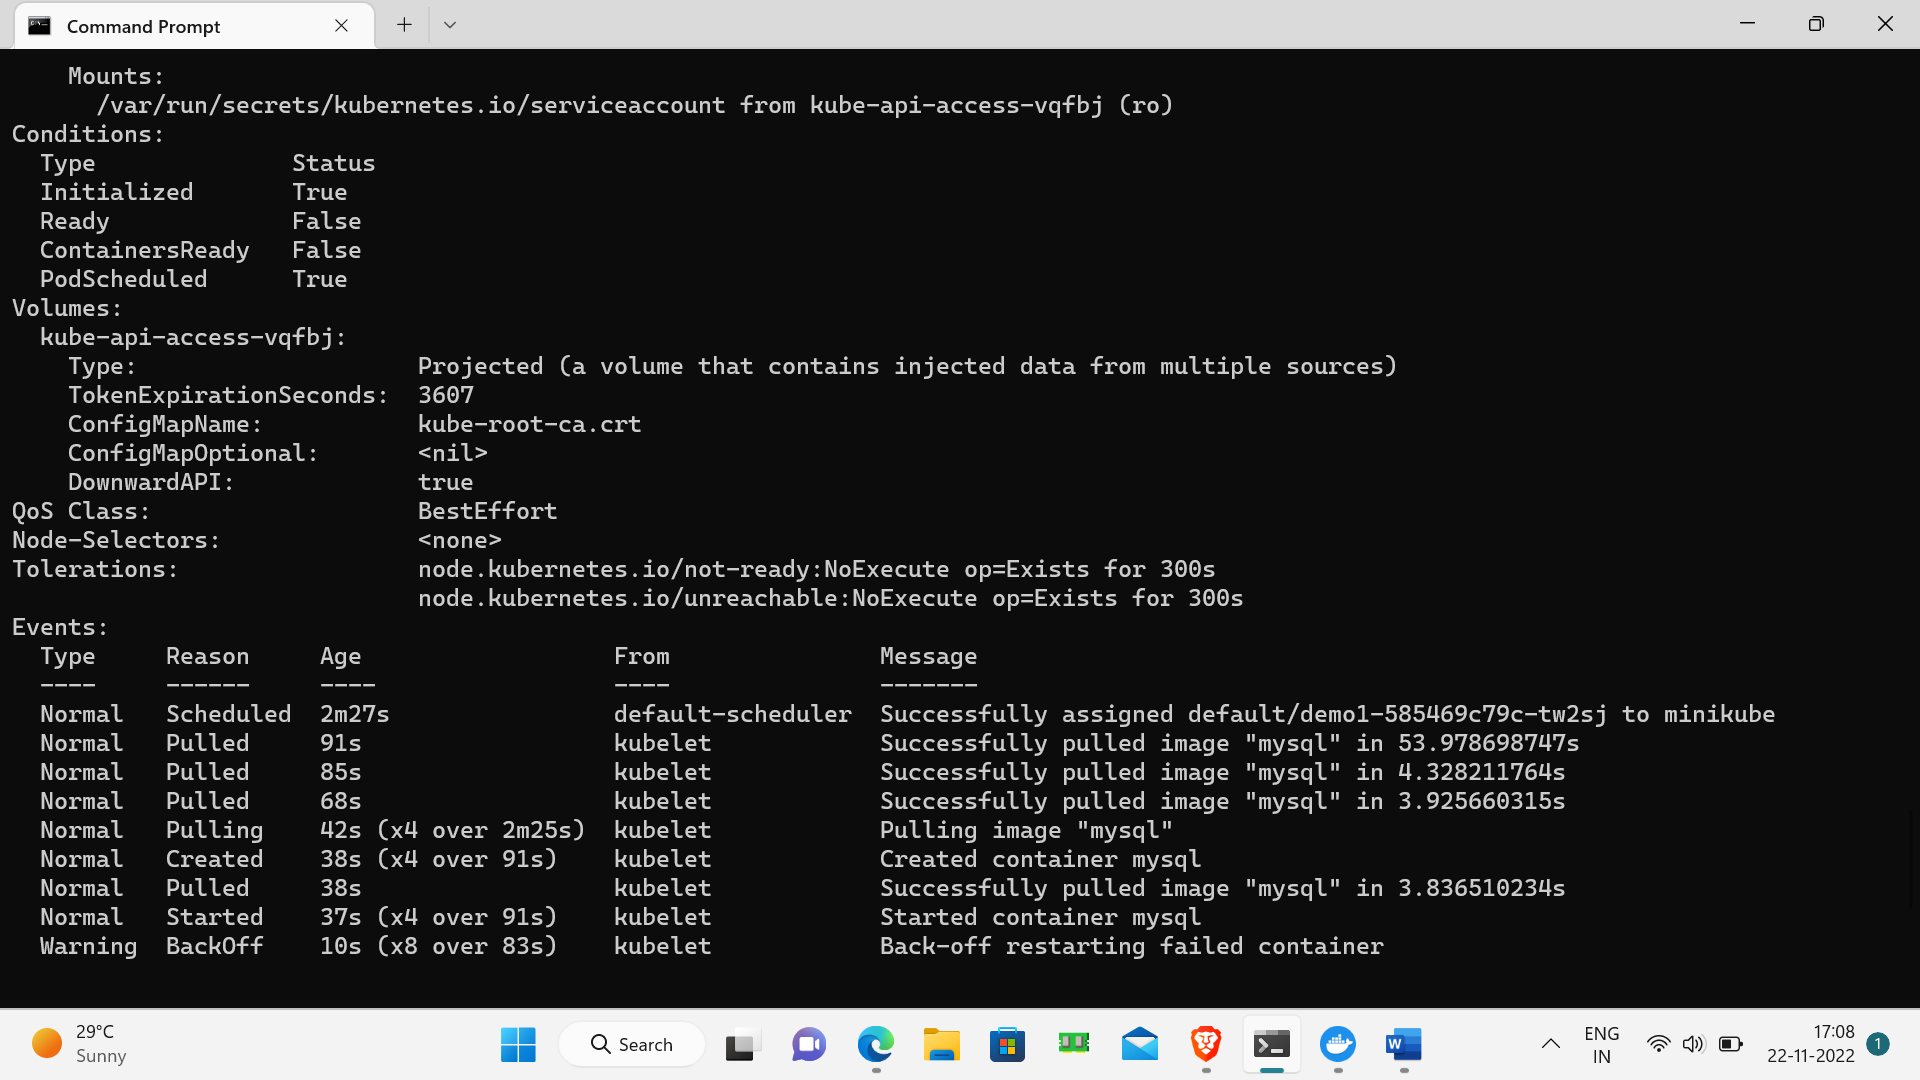 Command Prompt
Mounts:
/var/run/secrets/kubernetes.io/serviceaccount from kube-api-access-vqfbj (ro)
Conditions:
Type Status
Initialized True
Ready False
ContainersReady False
PodScheduled True
Volumes:
kube-api-access-vqfbj:
Type: Projected (a volume that contains injected data from multiple sources)
TokenExpirationSeconds: 3607
ConfigMapName: kube-root-ca.crt
ConfigMapOptional: <nil>
DownwardAPI: true
QoS Class: BestEffort
Node-Selectors: <none>
Tolerations: node.kubernetes.io/not-ready:NoExecute op=Exists for 300s
node.kubernetes.io/unreachable:NoExecute op=Exists for 300s
Events:
Type Reason Age From Message
---- ------ ---- ---- -------
Normal Scheduled 2m27s default-scheduler Successfully assigned default/demo1-585469c79c-tw2sj to minikube
Normal Pulled 91s kubelet Successfully pulled image "mysql" in 53.978698747s
Normal Pulled 85s kubelet Successfully pulled image "mysql" in 4.328211764s
Normal Pulled 68s kubelet Successfully pulled image "mysql" in 3.925660315s
Normal Pulling 42s (x4 over 2m25s) kubelet Pulling image "mysql"
Normal Created 38s (x4 over 91s) kubelet Created container mysql
Normal Pulled 38s kubelet Successfully pulled image "mysql" in 3.836510234s
Normal Started 37s (x4 over 91s) kubelet Started container mysql
Warning BackOff 10s (x8 over 83s) kubelet Back-off restarting failed container
29°C
Sunny
Search
W
ENG
IN
17:08
22-11-2022
1